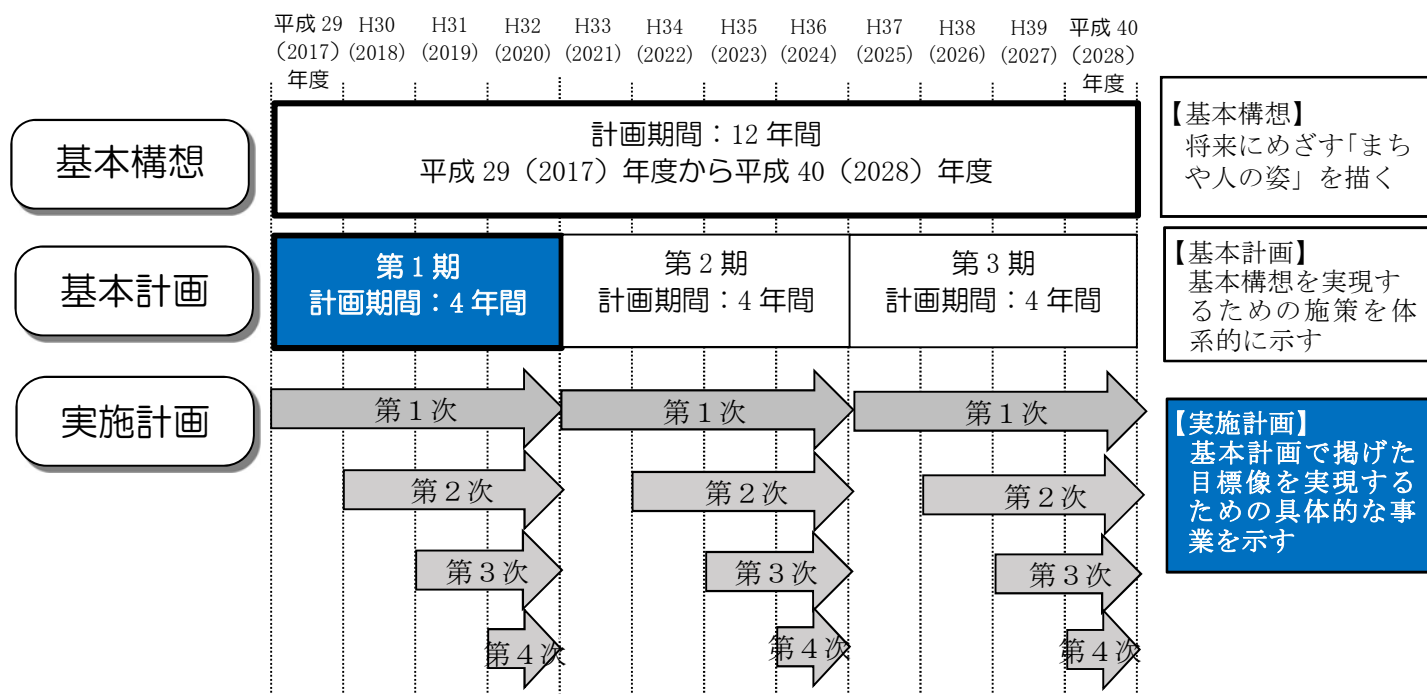 平成 29 H30 H31 H32 H33 H34 H35 H36 H37 H38 H39 平成 40
（2017） (2018) (2019) (2020) (2021) (2022) (2023) (2024) (2025) (2026) (2027) （2028）
年度 年度
基本構想
計画期間：12 年間
平成 29（2017）年度から平成 40（2028）年度
【基本構想】
将来にめざす「まち
や人の姿」を描く
基本計画
第 1 期
計画期間：4 年間
第 2 期
計画期間：4 年間
第 3 期
計画期間：4 年間
【基本計画】
基本構想を実現す
るための施策を体
系的に示す
実施計画
第１次 第１次 第１次
第２次 第２次 第２次
第３次 第３次 第３次
第４次 第４次 第４次
【実施計画】
基本計画で掲げた
目標像を実現する
ための具体的な事
業を示す